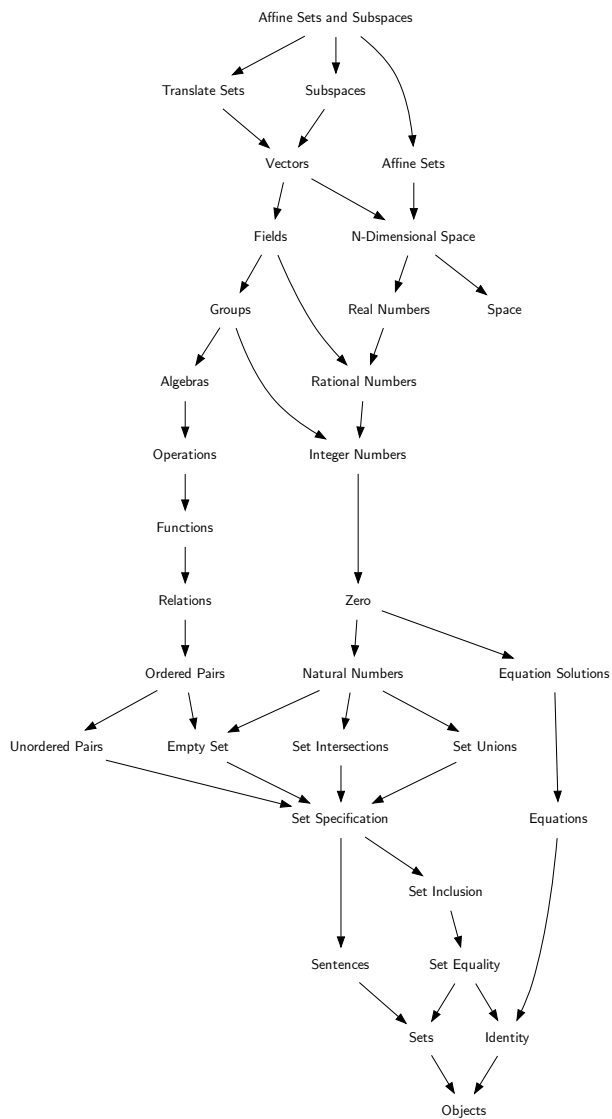 Affine Sets and Subspaces
Translate Sets
Subspaces
Vectors
Affine Sets
Fields
N-Dimensional Space
Groups
Real Numbers
Space
Algebras
Rational Numbers
Operations
Integer Numbers
Functions
Relations
Zero
Ordered Pairs
Natural Numbers
Equation Solutions
Unordered Pairs
Empty Set
Set Intersections
Set Unions
Set Specification
Equations
Set Inclusion
Sentences
Set Equality
Sets
Identity
Objects